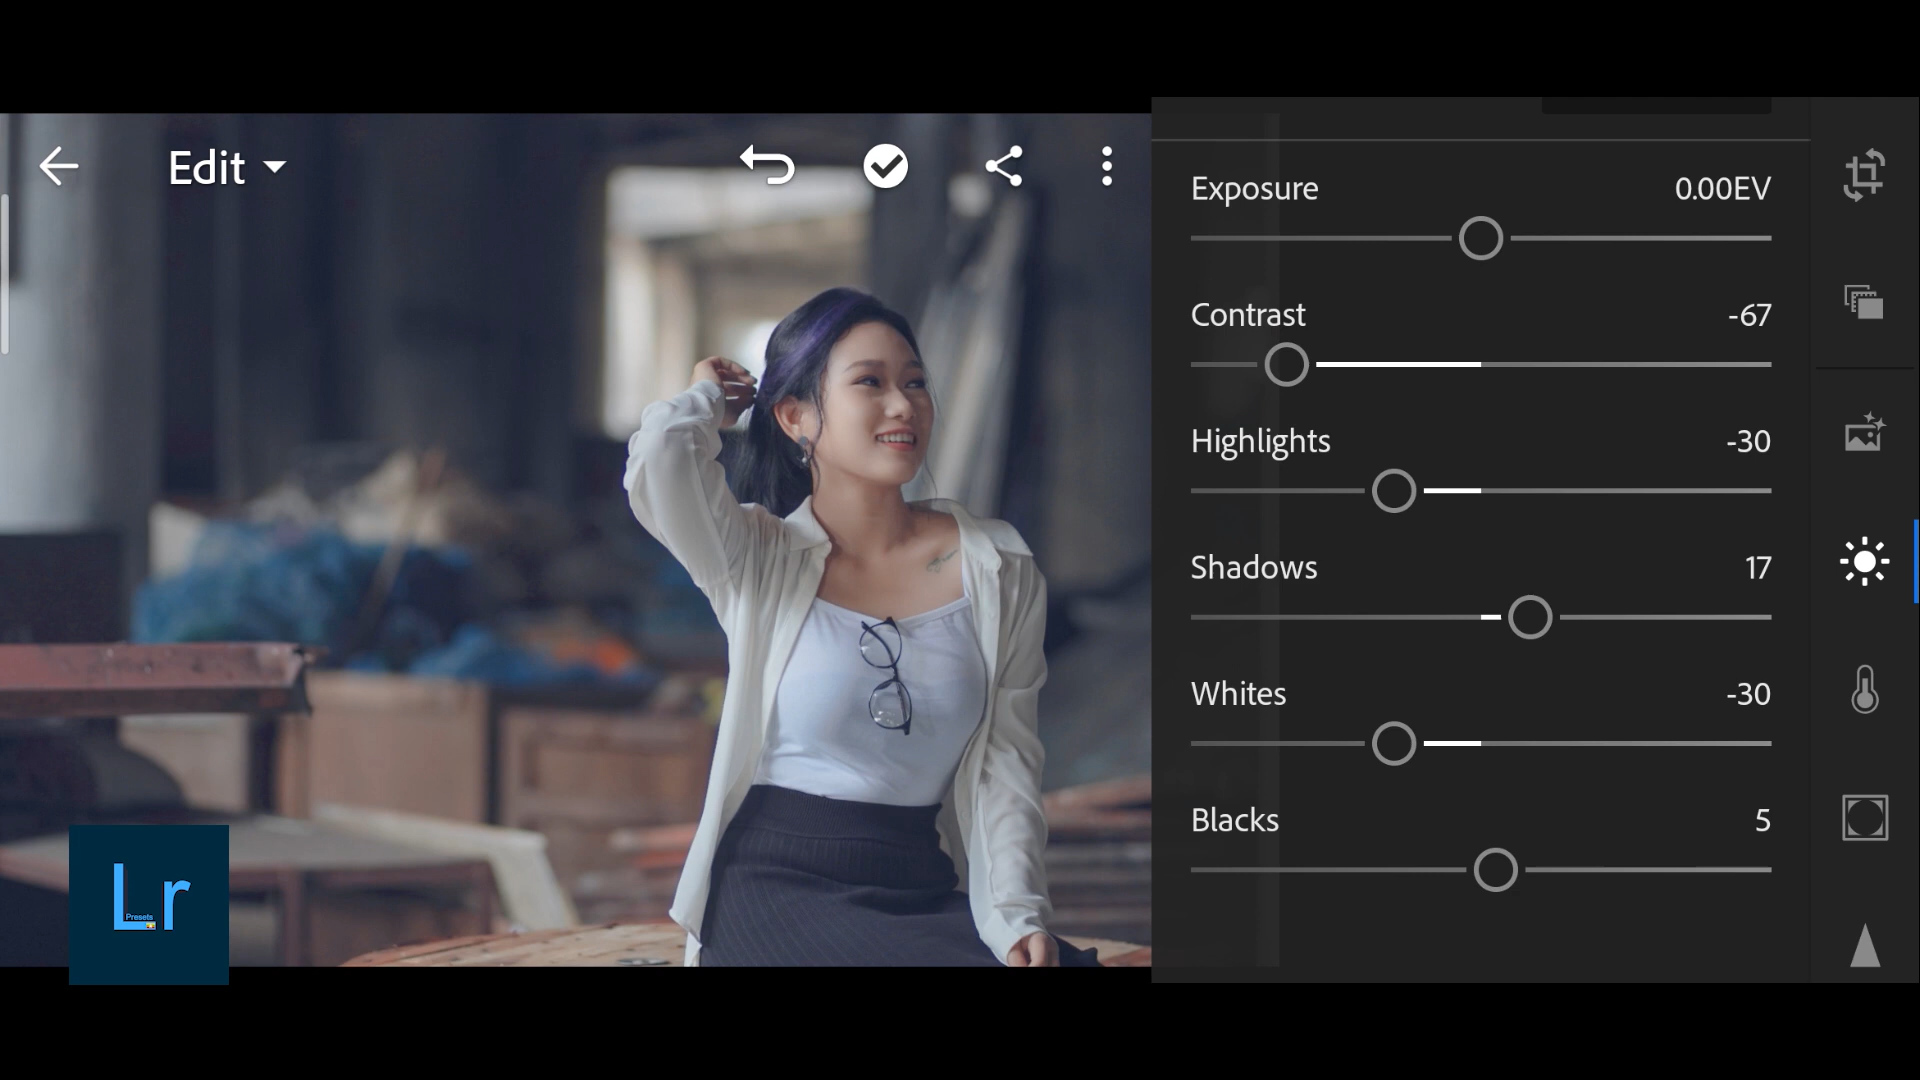 Edit
Exposure 0.00EV
Contrast -67
Highlights -30
Shadows 17
Whites -30
Blacks 5
Lr
Presets